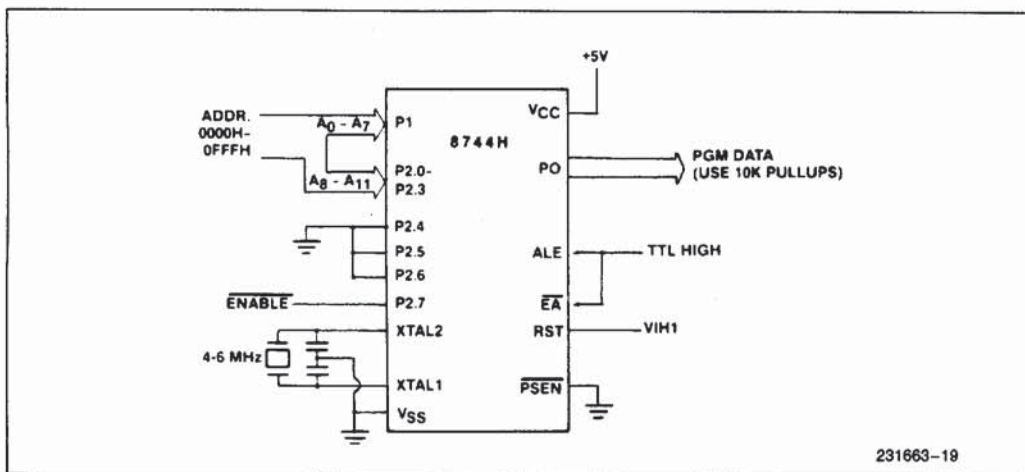 +5V
ADDR.
0000H-
0FFFH
A0 - A7
A8 - A11
P1
P2.0-
P2.3
P2.4
P2.5
P2.6
P2.7
ENABLE
XTAL2
4-6 MHz
XTAL1
VSS
8744H
VCC
PO
PGM DATA
(USE 10K PULLUPS)
ALE
TTL HIGH
EA
RST
VIH1
PSEN
231663-19